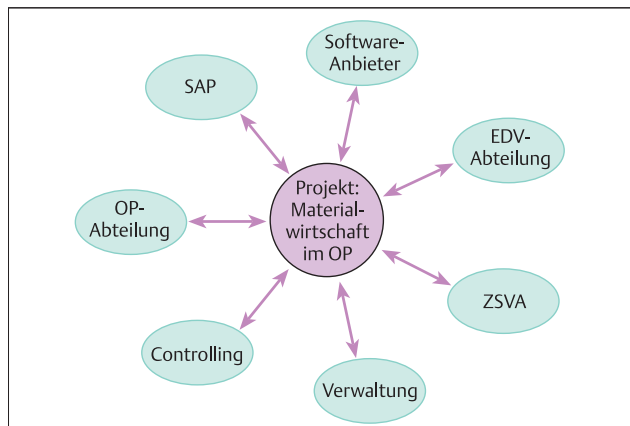 Software-
Anbieter
SAP
EDV-
Abteilung
Projekt:
Material-
wirtschaft
im OP
OP-
Abteilung
ZSVA
Controlling
Verwaltung